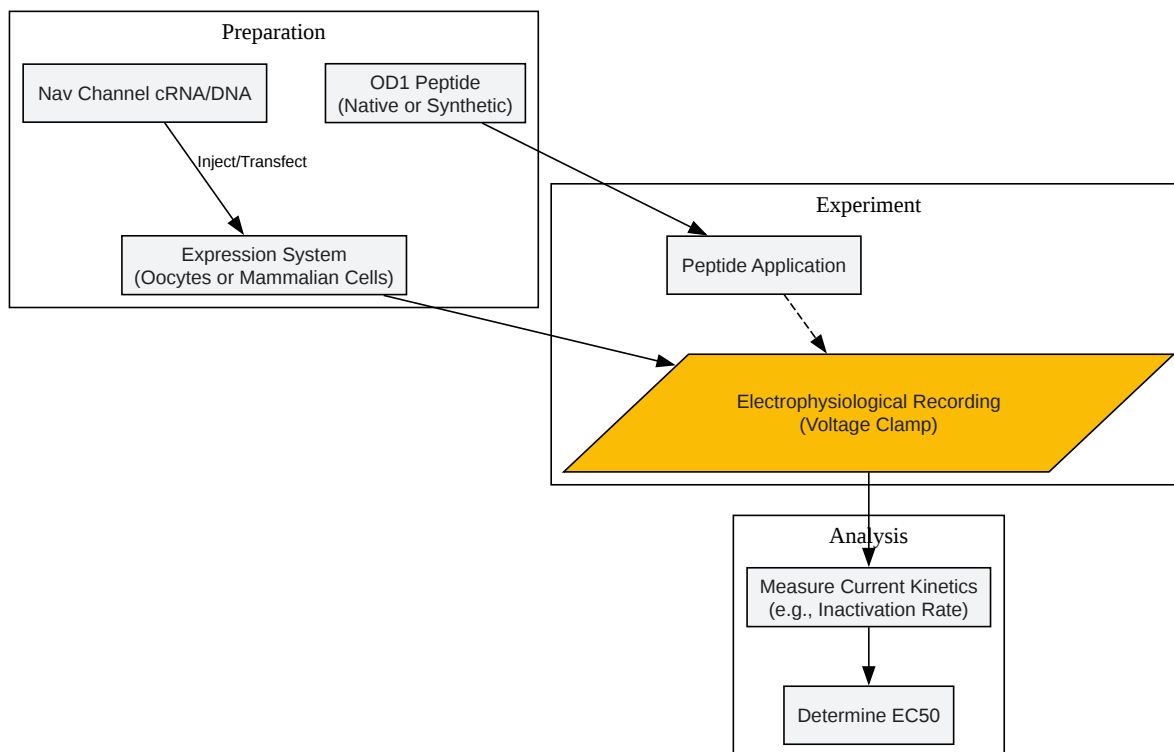 Preparation
Nav Channel cRNA/DNA
OD1 Peptide
(Native or Synthetic)
Inject/Transfect
Expression System
(Oocytes or Mammalian Cells)
Experiment
Peptide Application
Electrophysiological Recording
(Voltage Clamp)
Analysis
Measure Current Kinetics
(e.g., Inactivation Rate)
Determine EC50